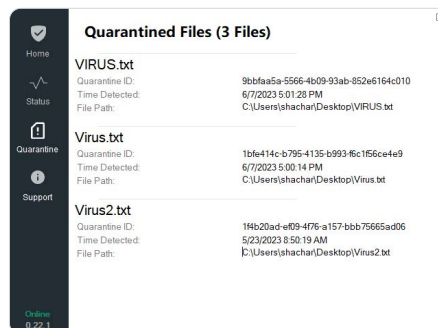 Home
Status
Quarantine
Support
Online
0.22.1
Quarantined Files (3 Files)
VIRUS.txt
Quarantine ID: 9bbfaa5a-5566-4b09-93ab-852e6164c010
Time Detected: 6/7/2023 5:01:28 PM
File Path: C:\Users\shachar\Desktop\VIRUS.txt
Virus.txt
Quarantine ID: 1bfe414c-b795-4135-b993-f6c1f56ce4e9
Time Detected: 6/7/2023 5:00:14 PM
File Path: C:\Users\shachar\Desktop\Virus.txt
Virus2.txt
Quarantine ID: 1f4b20ad-ef09-4f76-a157-bbb75665ad06
Time Detected: 5/23/2023 8:50:19 AM
File Path: C:\Users\shachar\Desktop\Virus2.txt